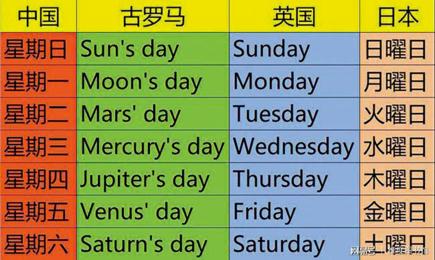 中国 古罗马 英国 日本
星期日 Sun's day Sunday 日曜日
星期一 Moon's day Monday 月曜日
星期二 Mars' day Tuesday 火曜日
星期三 Mercury's day Wednesday 水曜日
星期四 Jupiter's day Thursday 木曜日
星期五 Venus' day Friday 金曜日
星期六 Saturn's day Saturday 土曜日